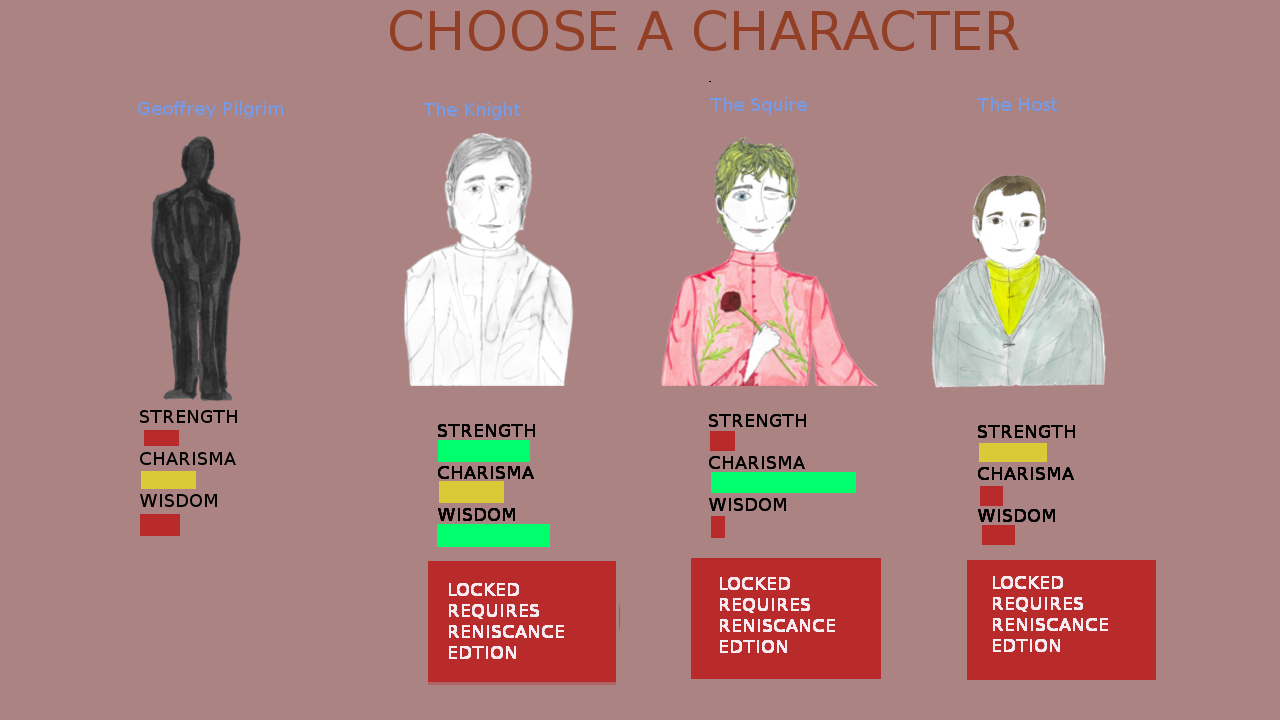 CHOOSE A CHARACTER
Geoffrey Pilgrim
The Knight
The Squire
The Host
STRENGTH
CHARISMA
WISDOM
STRENGTH
CHARISMA
WISDOM
LOCKED
REQUIRES
RENISCANCE
EDTION
STRENGTH
CHARISMA
WISDOM
LOCKED
REQUIRES
RENISCANCE
EDTION
STRENGTH
CHARISMA
WISDOM
LOCKED
REQUIRES
RENISCANCE
EDTION